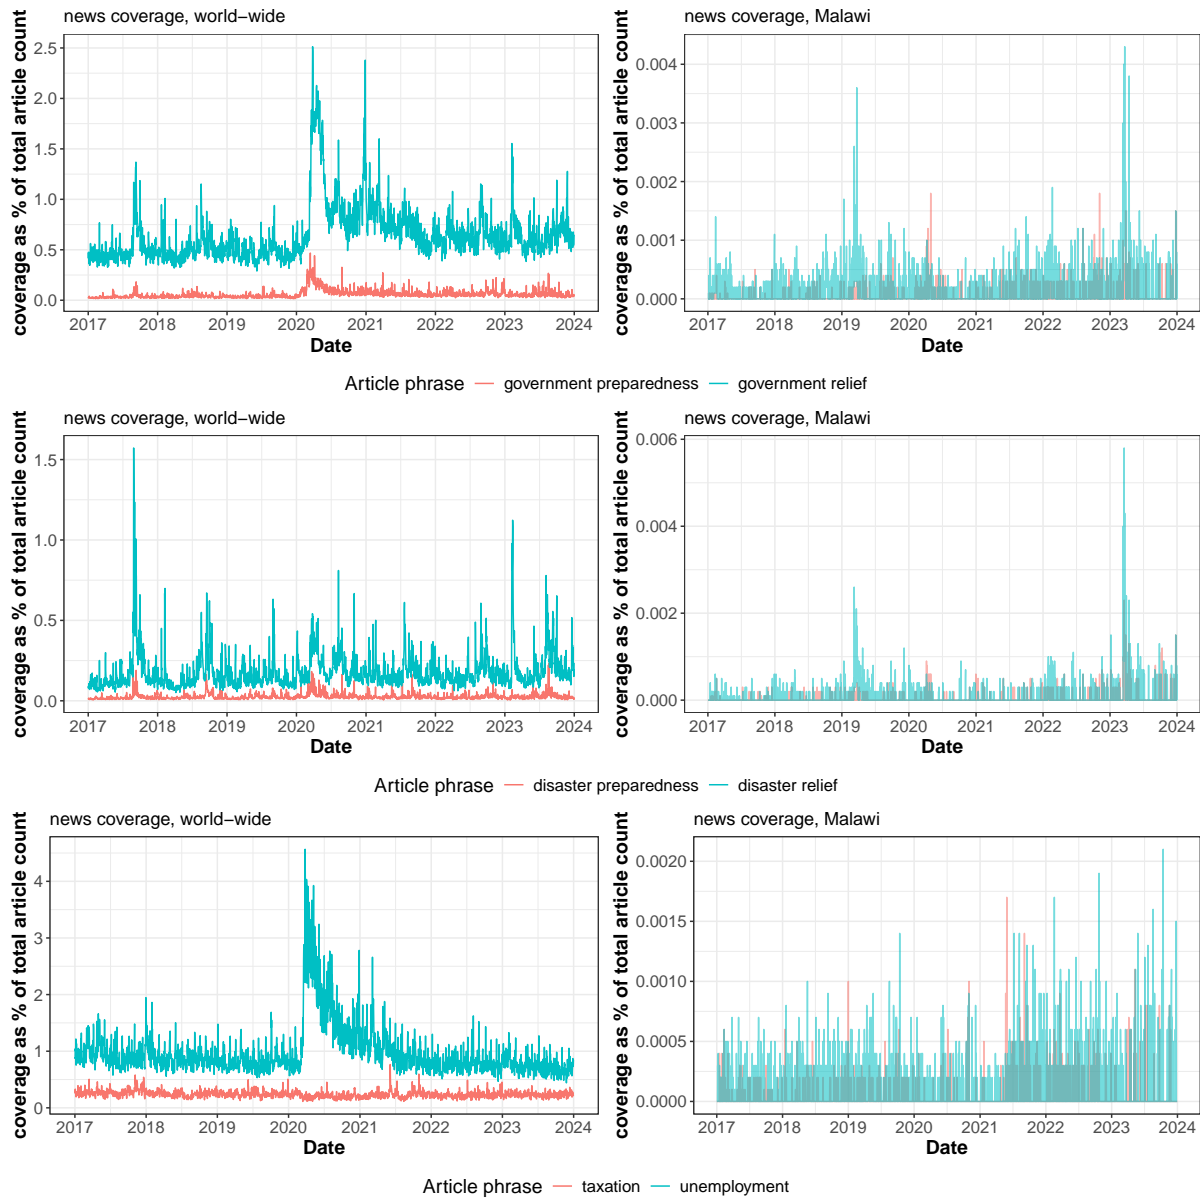 news coverage, world−wide
coverage as % of total article count
2.5
2.0
1.5
1.0
0.5
0.0
2017 2018 2019 2020 2021 2022 2023 2024
Date
news coverage, Malawi
coverage as % of total article count
0.004
0.003
0.002
0.001
0.000
2017 2018 2019 2020 2021 2022 2023 2024
Date
Article phrase government preparedness government relief
news coverage, world−wide
coverage as % of total article count
1.5
1.0
0.5
0.0
2017 2018 2019 2020 2021 2022 2023 2024
Date
news coverage, Malawi
coverage as % of total article count
0.006
0.004
0.002
0.000
2017 2018 2019 2020 2021 2022 2023 2024
Date
Article phrase disaster preparedness disaster relief
news coverage, world−wide
coverage as % of total article count
4
3
2
1
0
2017 2018 2019 2020 2021 2022 2023 2024
Date
news coverage, Malawi
coverage as % of total article count
0.0020
0.0015
0.0010
0.0005
0.0000
2017 2018 2019 2020 2021 2022 2023 2024
Date
Article phrase taxation unemployment